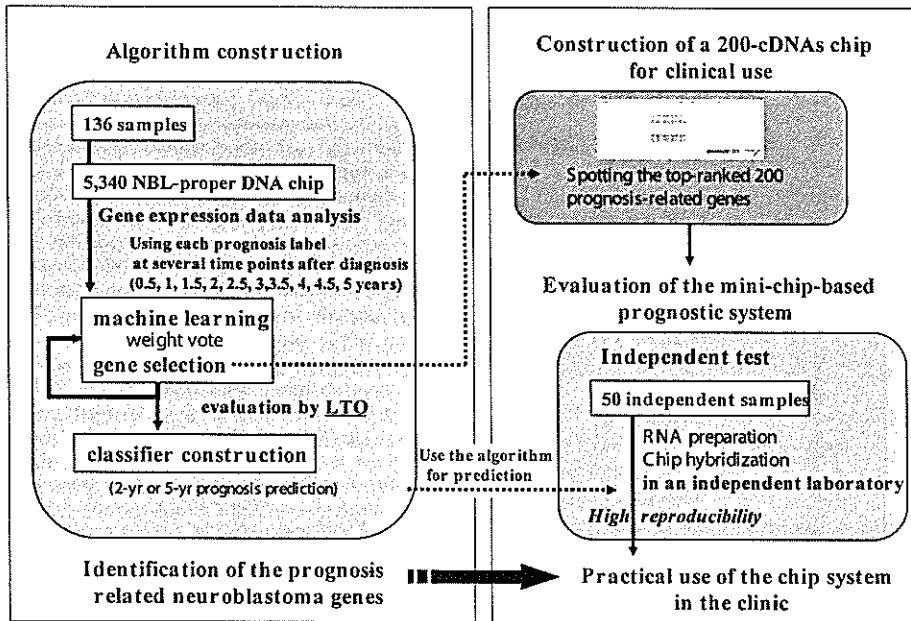 Algorithm construction
136 samples
5,340 NBL-proper DNA chip
Gene expression data analysis
Using each prognosis label
at several time points after diagnosis
(0.5, 1, 1.5, 2, 2.5, 3,3.5, 4, 4.5, 5 years)
machine learning
weight vote
gene selection
evaluation by LTO
classifier construction
(2-yr or 5-yr prognosis prediction)
Identification of the prognosis
related neuroblastoma genes
Use the algorithm
for prediction
Construction of a 200-cDNAs chip
for clinical use
Spotting the top-ranked 200
prognosis-related genes
Evaluation of the mini-chip-based
prognostic system
Independent test
50 independent samples
RNA preparation
Chip hybridization
in an independent laboratory
High reproducibility
Practical use of the chip system
in the clinic